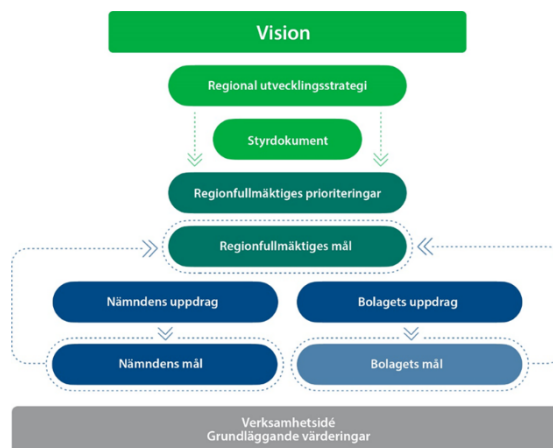 Vision
Regional utvecklingsstrategi
Styrdokument
Regionfullmäktiges prioriteringar
Regionfullmäktiges mål
Nämndens uppdrag
Bolagets uppdrag
Nämndens mål
Bolagets mål
Verksamhetsidé
Grundläggande värderingar